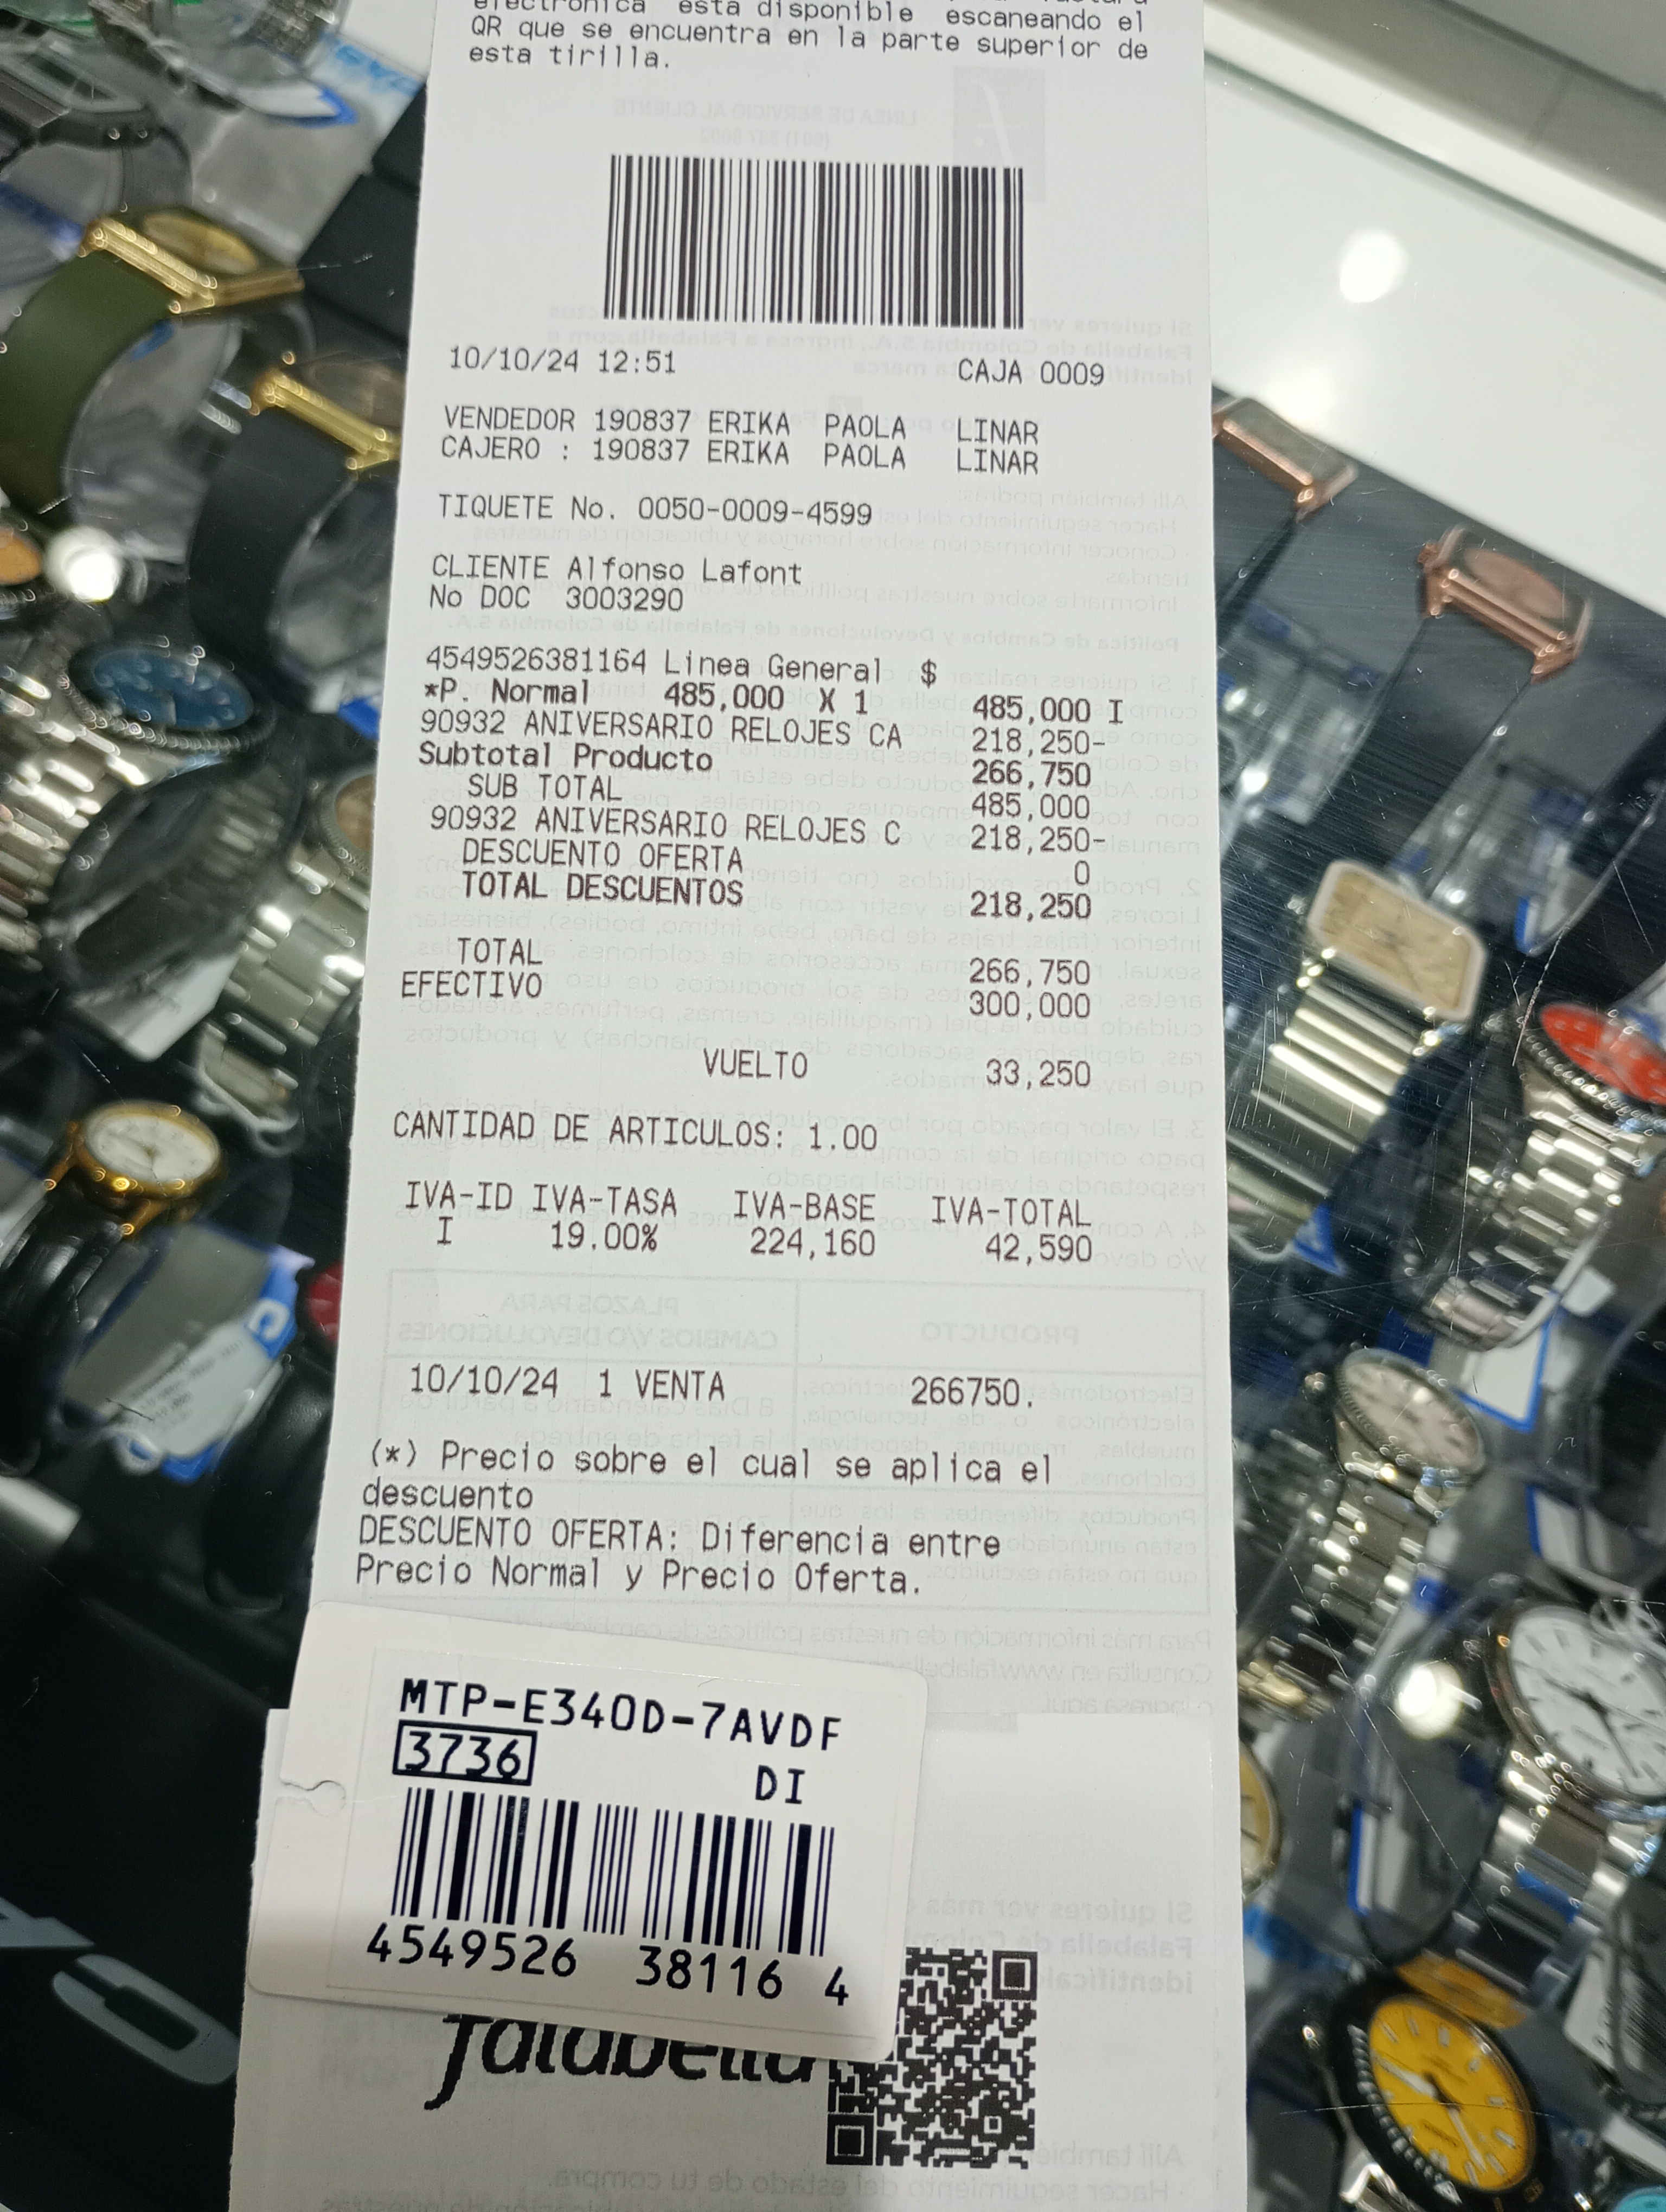 electrónica está disponible escaneando el
QR que se encuentra en la parte superior de
esta tirilla.
10/10/24 12:51 CAJA 0009
VENDEDOR 190837 ERIKA PAOLA LINAR
CAJERO : 190837 ERIKA PAOLA LINAR
TIQUETE No. 0050-0009-4599
CLIENTE Alfonso Lafont
No DOC 3003290
4549526381164 Linea General $
*P. Normal 485,000 X 1 485,000 I
90932 ANIVERSARIO RELOJES CA 218,250-
Subtotal Producto 266,750
SUB TOTAL 485,000
90932 ANIVERSARIO RELOJES C 218,250-
DESCUENTO OFERTA 0
TOTAL DESCUENTOS 218,250
TOTAL 266,750
EFECTIVO 300,000
VUELTO 33,250
CANTIDAD DE ARTICULOS: 1.00
IVA-ID IVA-TASA IVA-BASE IVA-TOTAL
I 19.00% 224,160 42,590
10/10/24 1 VENTA 266750.
(*) Precio sobre el cual se aplica el
descuento
DESCUENTO OFERTA: Diferencia entre
Precio Normal y Precio Oferta.
MTP-E340D-7AVDF
3736
DI
4549526 38116 4
falabella